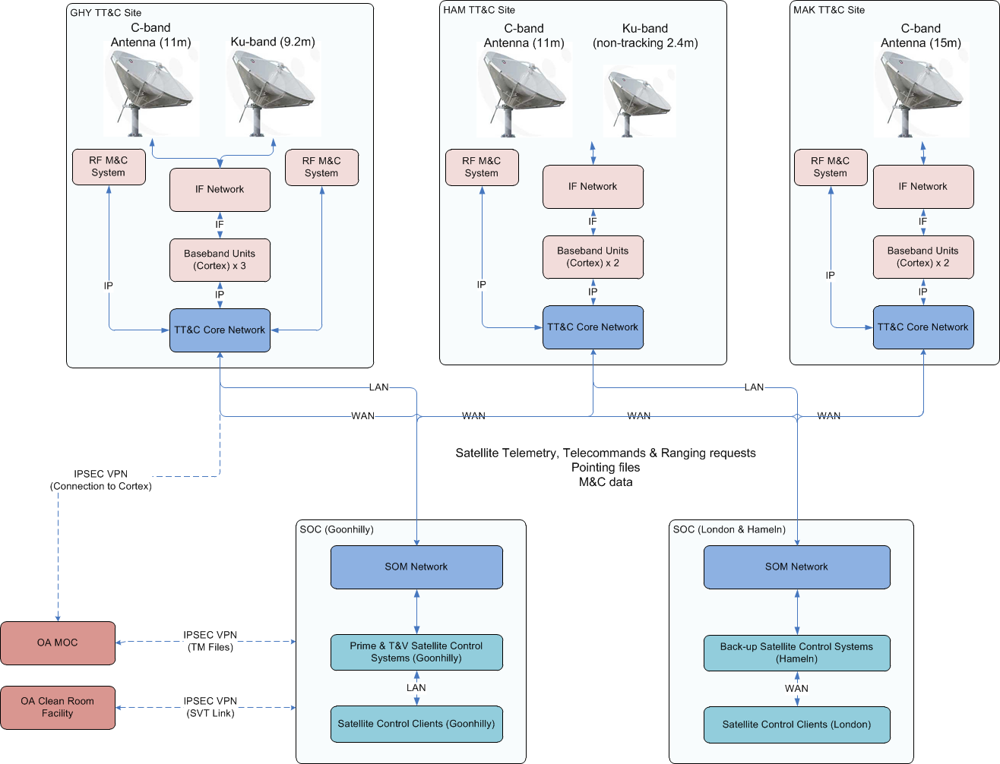 GHY TT&C Site
C-band
Antenna (11m)
Ku-band (9.2m)
RF M&C
System
RF M&C
System
IF Network
IF
Baseband Units
(Cortex) x 3
IP
IP
TT&C Core Network
HAM TT&C Site
C-band
Antenna (11m)
Ku-band
(non-tracking 2.4m)
RF M&C
System
IF Network
IF
Baseband Units
(Cortex) x 2
IP
IP
TT&C Core Network
MAK TT&C Site
C-band
Antenna (15m)
RF M&C
System
IF Network
IF
Baseband Units
(Cortex) x 2
IP
IP
TT&C Core Network
LAN
LAN
WAN
WAN
WAN
WAN
Satellite Telemetry, Telecommands & Ranging requests
Pointing files
M&C data
IPSEC VPN
(Connection to Cortex)
OA MOC
IPSEC VPN
(TM Files)
OA Clean Room
Facility
IPSEC VPN
(SVT Link)
SOC (Goonhilly)
SOM Network
Prime & T&V Satellite Control
Systems (Goonhilly)
LAN
Satellite Control Clients (Goonhilly)
SOC (London & Hameln)
SOM Network
Back-up Satellite Control Systems
(Hameln)
WAN
Satellite Control Clients (London)